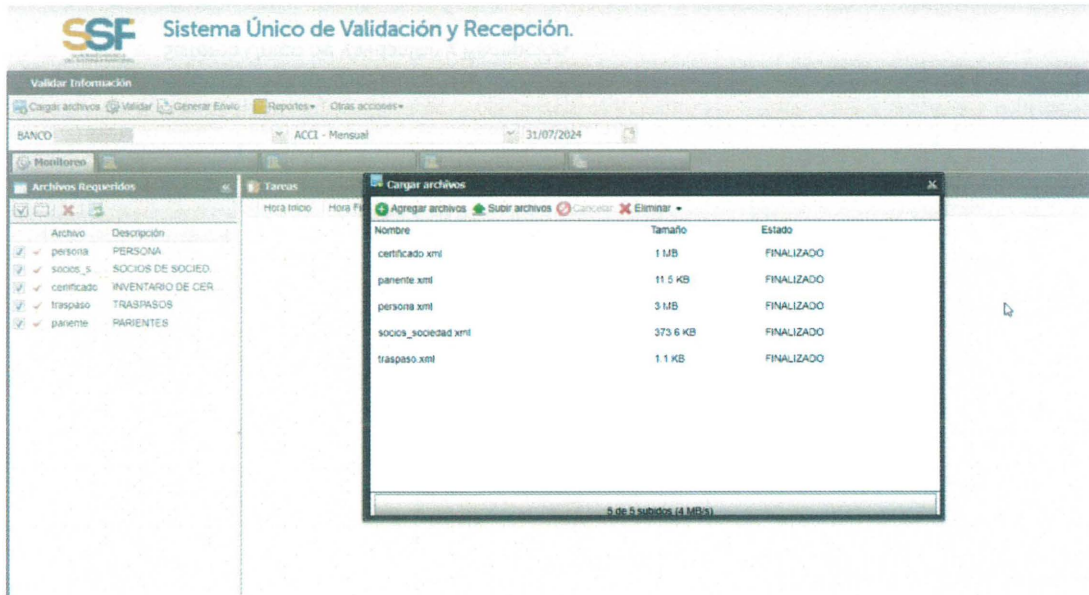 SSF Sistema Único de Validación y Recepción.
Validar Información
Cargar archivos Validar Generar Envío Reportes Otras acciones
BANCO ACCI - Mensual 31/07/2024
Monitoreo
Archivos Requeridos
Archivo Descripción
persona PERSONA
socios_s SOCIOS DE SOCIED.
certificado INVENTARIO DE CER...
traspaso TRASPASOS
pariente PARIENTES
Tareas
Hora Inicio Hora Fi
Cargar archivos
Agregar archivos Subir archivos Cancelar Eliminar
Nombre Tamaño Estado
certificado.xml 1 MB FINALIZADO
pariente.xml 11.5 KB FINALIZADO
persona.xml 3 MB FINALIZADO
socios_sociedad.xml 373.6 KB FINALIZADO
traspaso.xml 1.1 KB FINALIZADO
5 de 5 subidos (4 MB/s)